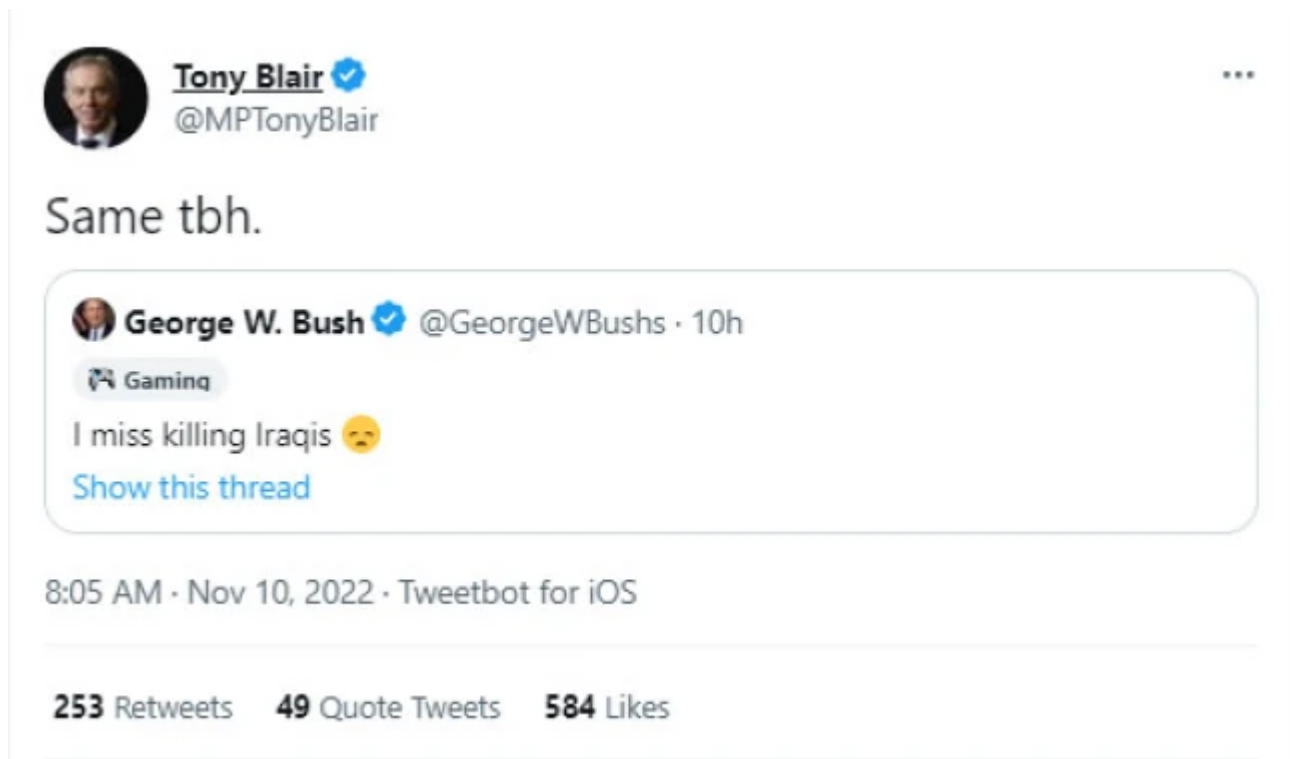 Tony Blair
@MPTonyBlair
Same tbh.
George W. Bush @GeorgeWBushs · 10h
Gaming
I miss killing Iraqis 😞
Show this thread
8:05 AM · Nov 10, 2022 · Tweetbot for iOS
253 Retweets 49 Quote Tweets 584 Likes